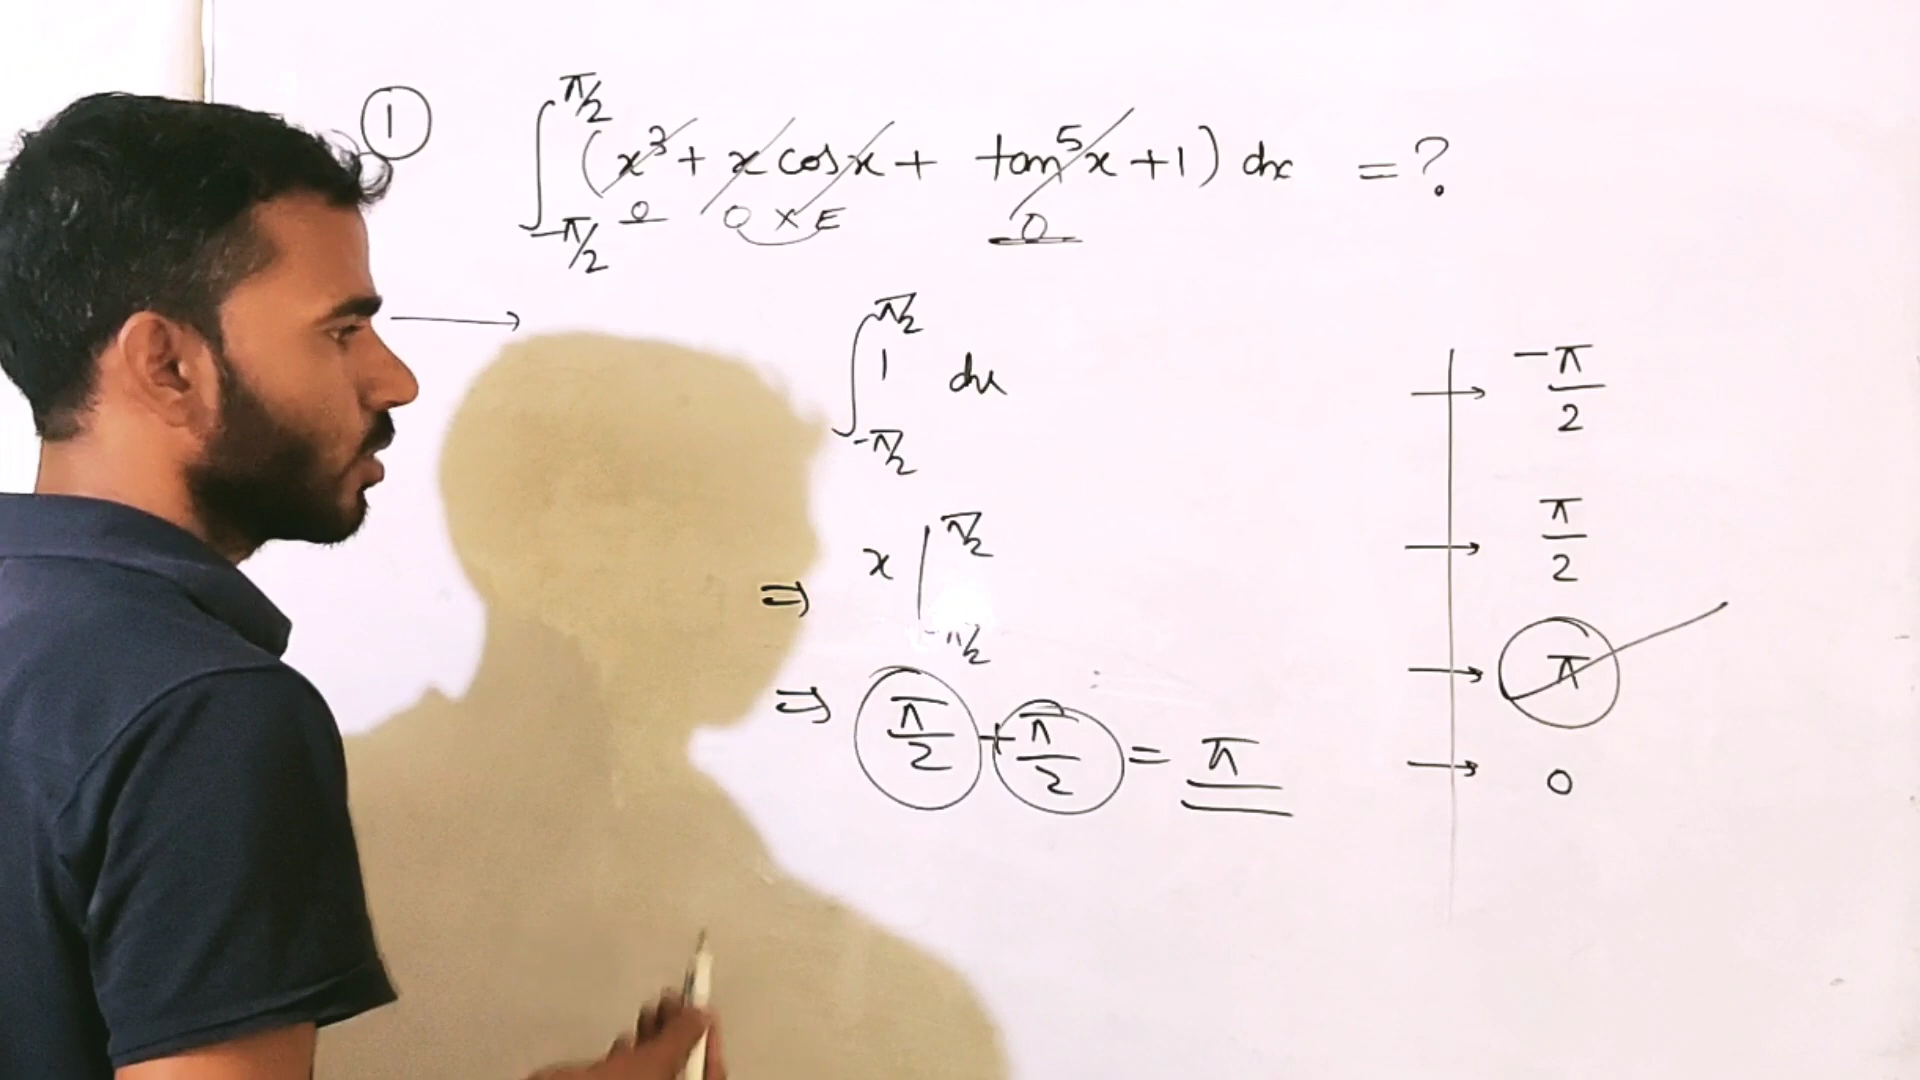 ① ∫_{-π/2}^{π/2} (x³ + x cosx + tan⁵x + 1) dx = ?
0 0 × E 0
→ ∫_{-π/2}^{π/2} 1 dx
⇒ x |_{-π/2}^{π/2}
⇒ π/2 + π/2 = π
→ -π/2
→ π/2
→ π
→ 0